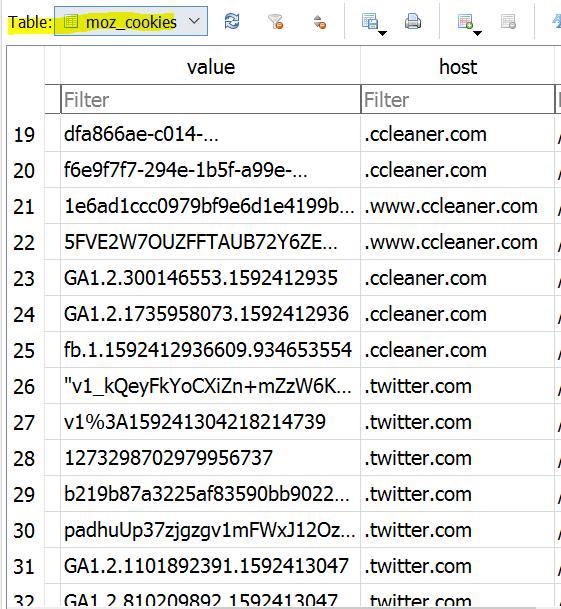 Table: moz_cookies
value host
Filter Filter
19 dfa866ae-c014-... .ccleaner.com
20 f6e9f7f7-294e-1b5f-a99e-... .ccleaner.com
21 1e6ad1ccc0979bf9e6d1e4199b... .www.ccleaner.com
22 5FVE2W7OUZFFTAUB72Y6ZE... .www.ccleaner.com
23 GA1.2.300146553.1592412935 .ccleaner.com
24 GA1.2.1735958073.1592412936 .ccleaner.com
25 fb.1.1592412936609.934653554 .ccleaner.com
26 "v1_kQeyFkYoCXiZn+mZzW6K... .twitter.com
27 v1%3A159241304218214739 .twitter.com
28 1273298702979956737 .twitter.com
29 b219b87a3225af83590bb9022... .twitter.com
30 padhuUp37zjgzgv1mFWxJ12Oz... .twitter.com
31 GA1.2.1101892391.1592413047 .twitter.com
32 GA1.2.810209892.1592413047 .twitter.com